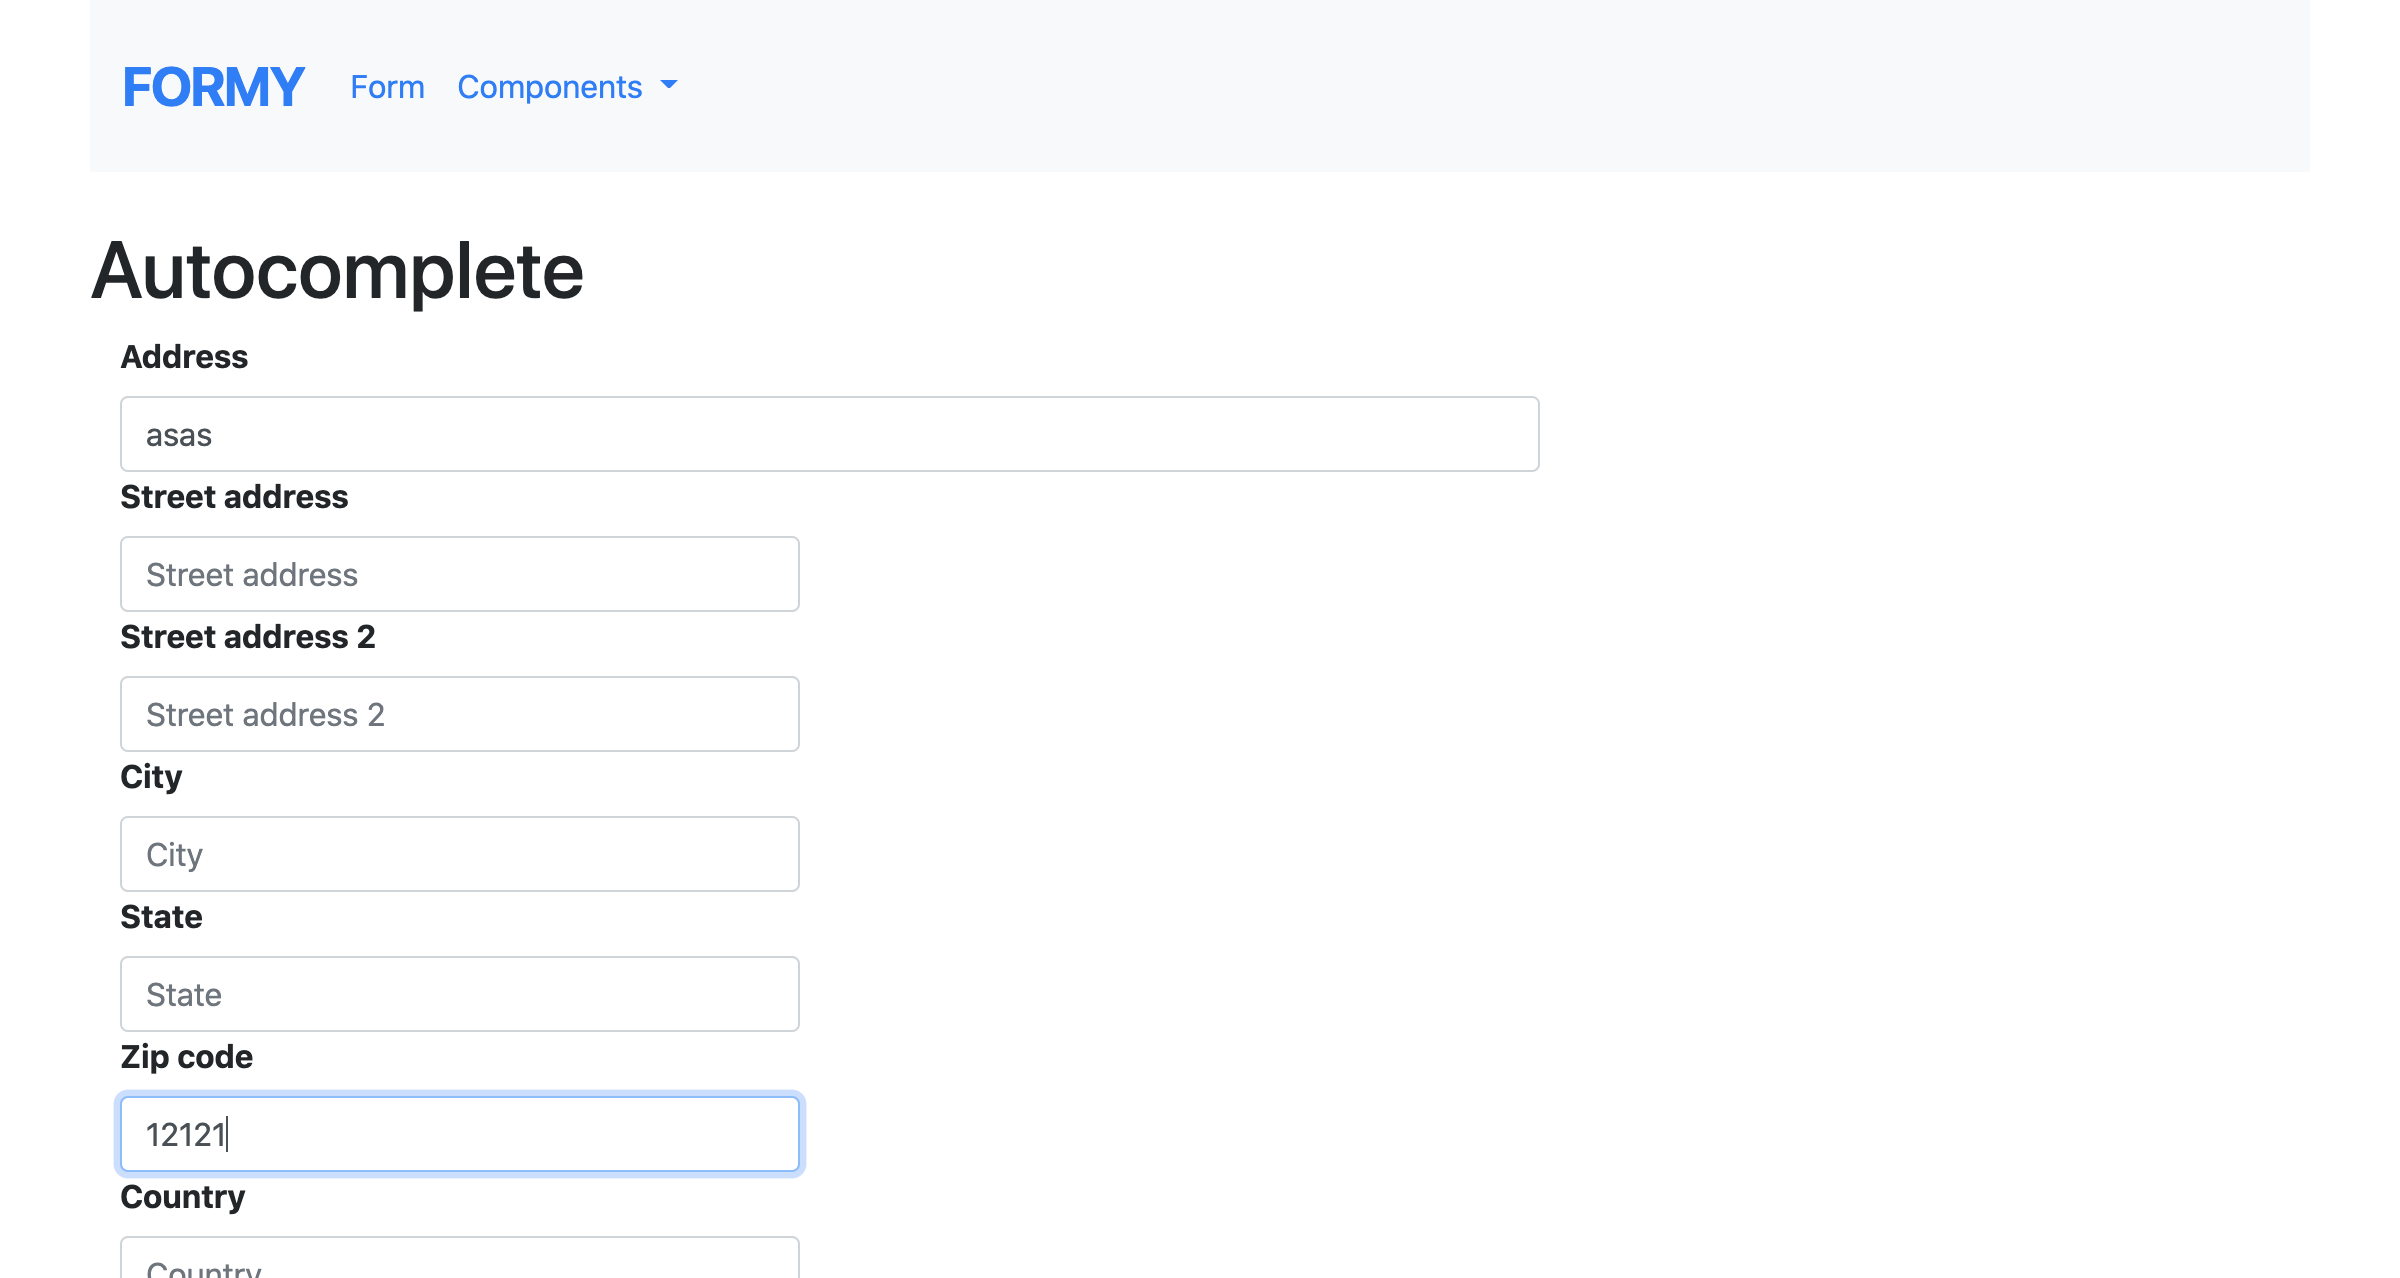 FORMY Form Components
Autocomplete
Address
asas
Street address
Street address
Street address 2
Street address 2
City
City
State
State
Zip code
12121
Country
Country